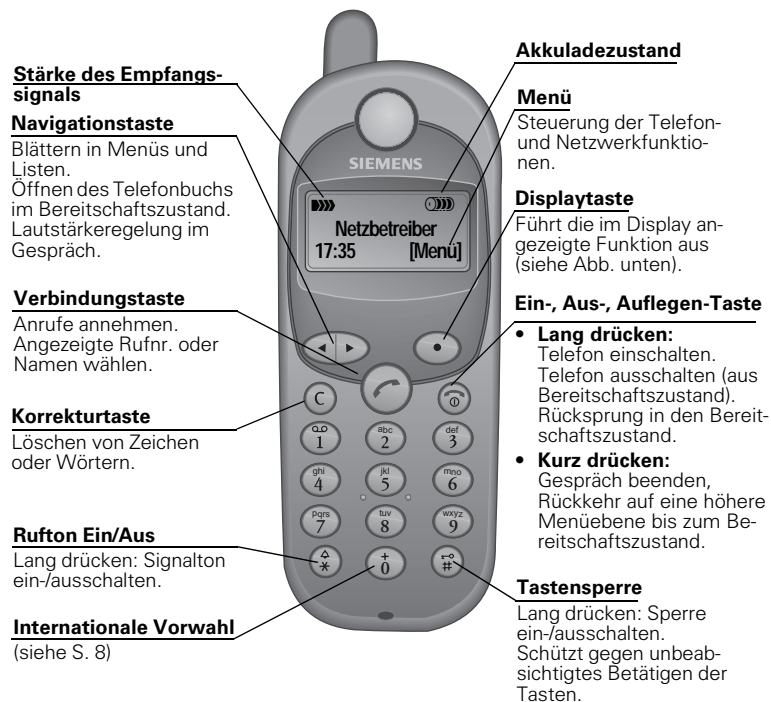 Stärke des Empfangs-
signals
Navigationstaste
Blättern in Menüs und
Listen.
Öffnen des Telefonbuchs
im Bereitschaftszustand.
Lautstärkeregelung im
Gespräch.
Verbindungstaste
Anrufe annehmen.
Angezeigte Rufnr. oder
Namen wählen.
Korrekturtaste
Löschen von Zeichen
oder Wörtern.
Rufton Ein/Aus
Lang drücken: Signalton
ein-/ausschalten.
Internationale Vorwahl
(siehe S. 8)
SIEMENS
Netzbetreiber
17:35 [Menü]
C
1
abc
2
def
3
ghi
4
jkl
5
mno
6
pqrs
7
tuv
8
wxyz
9
*
+
0
#
Akkuladezustand
Menü
Steuerung der Telefon-
und Netzwerkfunktio-
nen.
Displaytaste
Führt die im Display an-
gezeigte Funktion aus
(siehe Abb. unten).
Ein-, Aus-, Auflegen-Taste
• Lang drücken:
Telefon einschalten.
Telefon ausschalten (aus
Bereitschaftszustand).
Rücksprung in den Bereit-
schaftszustand.
• Kurz drücken:
Gespräch beenden,
Rückkehr auf eine höhere
Menüebene bis zum Be-
reitschaftszustand.
Tastensperre
Lang drücken: Sperre
ein-/ausschalten.
Schützt gegen unbeab-
sichtigtes Betätigen der
Tasten.